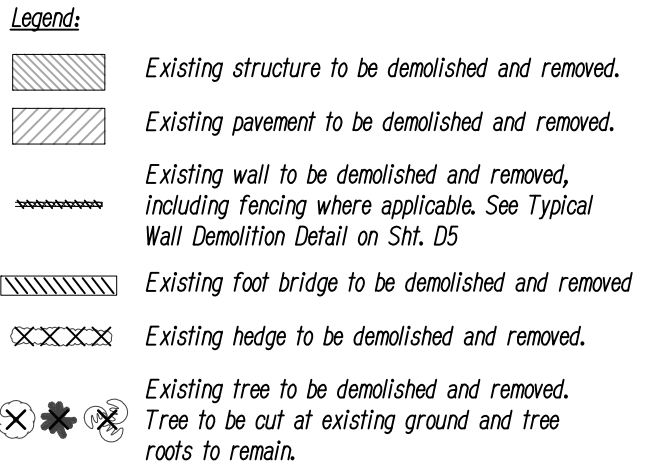 Legend:
Existing structure to be demolished and removed.
Existing pavement to be demolished and removed.
Existing wall to be demolished and removed,
including fencing where applicable. See Typical
Wall Demolition Detail on Sht. D5
Existing foot bridge to be demolished and removed
Existing hedge to be demolished and removed.
Existing tree to be demolished and removed.
Tree to be cut at existing ground and tree
roots to remain.